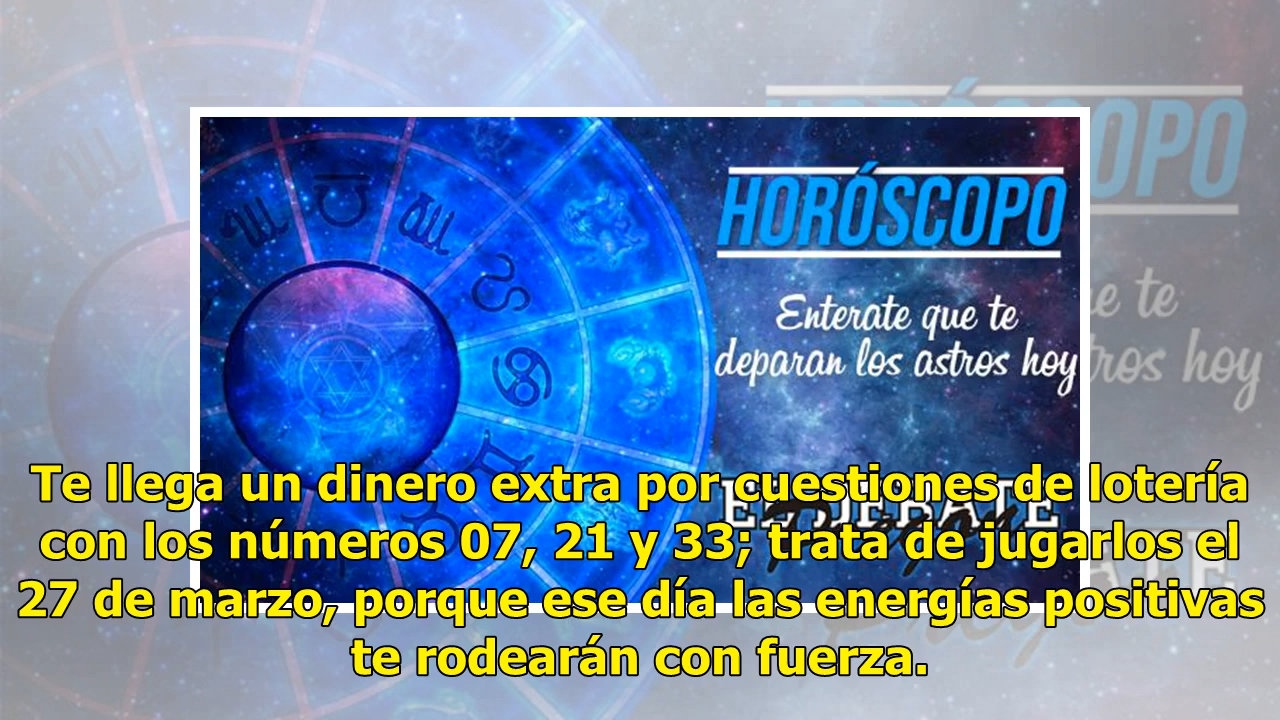 HORÓSCOPO
Enterate que te
deparan los astros hoy
Te llega un dinero extra por cuestiones de lotería
con los números 07, 21 y 33; trata de jugarlos el
27 de marzo, porque ese día las energías positivas
te rodearán con fuerza.